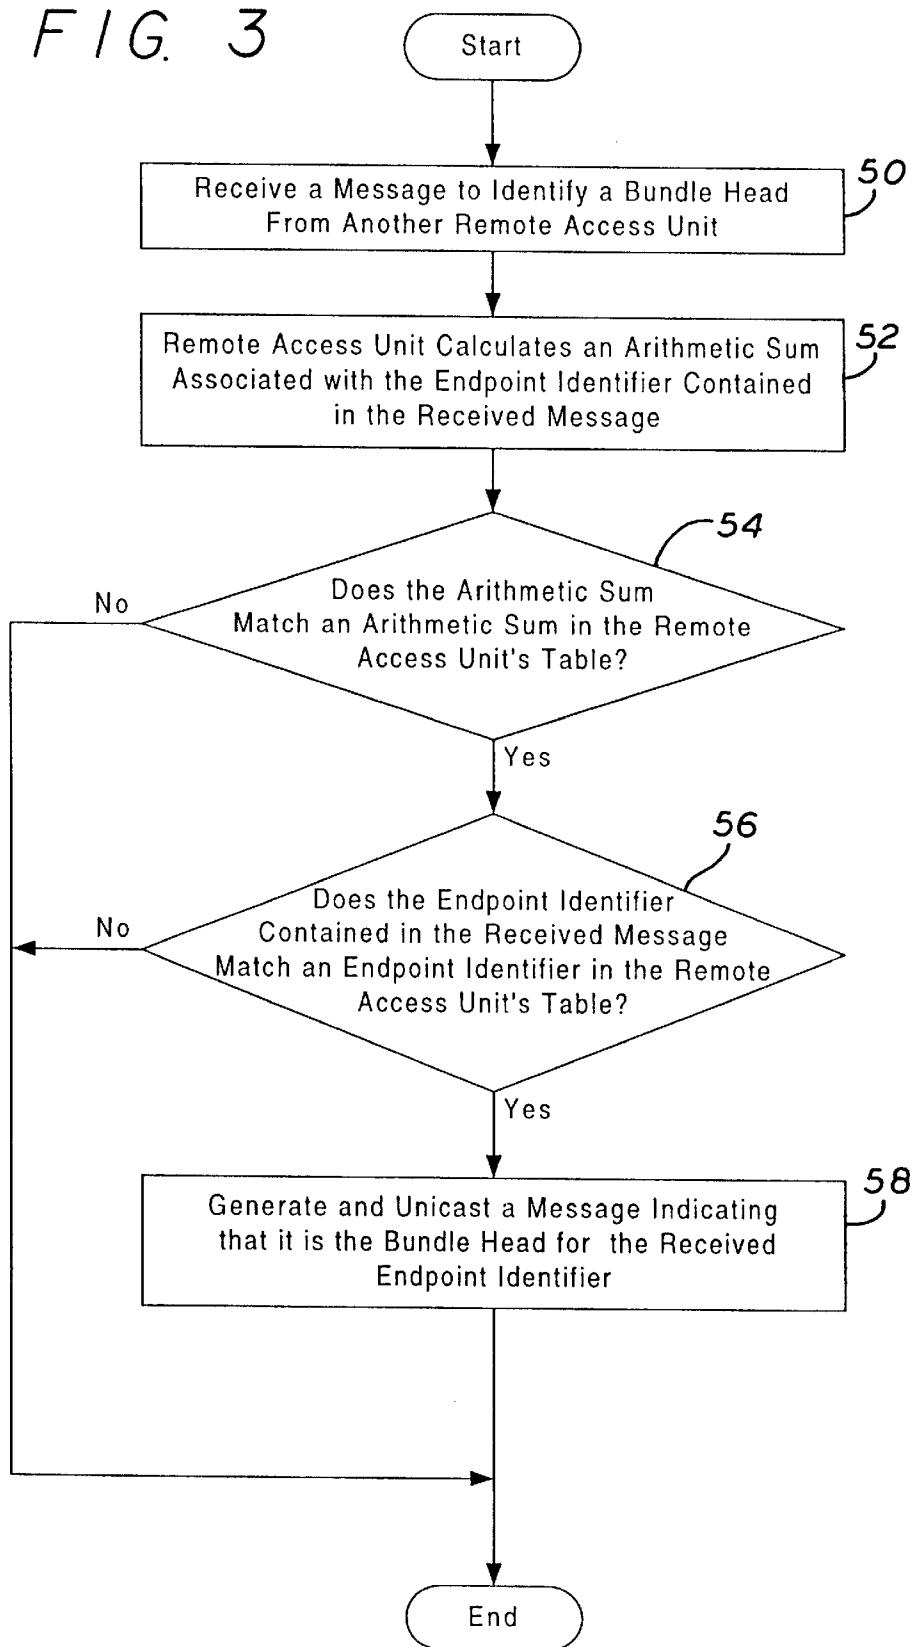 FIG. 3
Start
50
Receive a Message to Identify a Bundle Head
From Another Remote Access Unit
52
Remote Access Unit Calculates an Arithmetic Sum
Associated with the Endpoint Identifier Contained
in the Received Message
54
Does the Arithmetic Sum
Match an Arithmetic Sum in the Remote
Access Unit's Table?
No
Yes
56
Does the Endpoint Identifier
Contained in the Received Message
Match an Endpoint Identifier in the Remote
Access Unit's Table?
No
Yes
58
Generate and Unicast a Message Indicating
that it is the Bundle Head for the Received
Endpoint Identifier
End